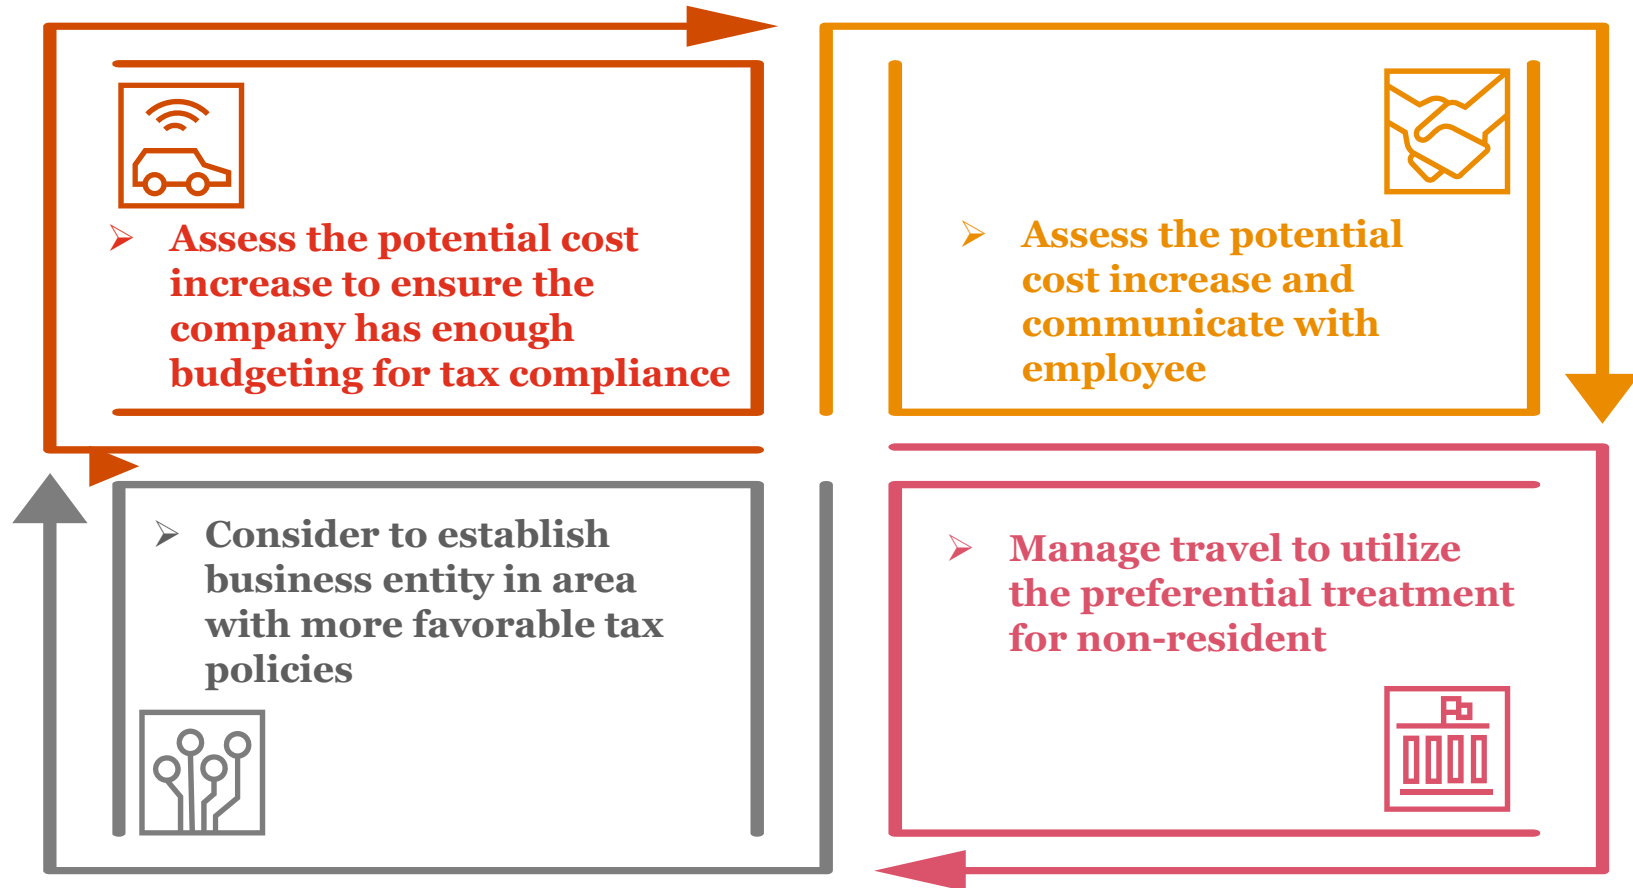 ➢ Assess the potential cost
increase to ensure the
company has enough
budgeting for tax compliance
➢ Assess the potential
cost increase and
communicate with
employee
➢ Consider to establish
business entity in area
with more favorable tax
policies
➢ Manage travel to utilize
the preferential treatment
for non-resident